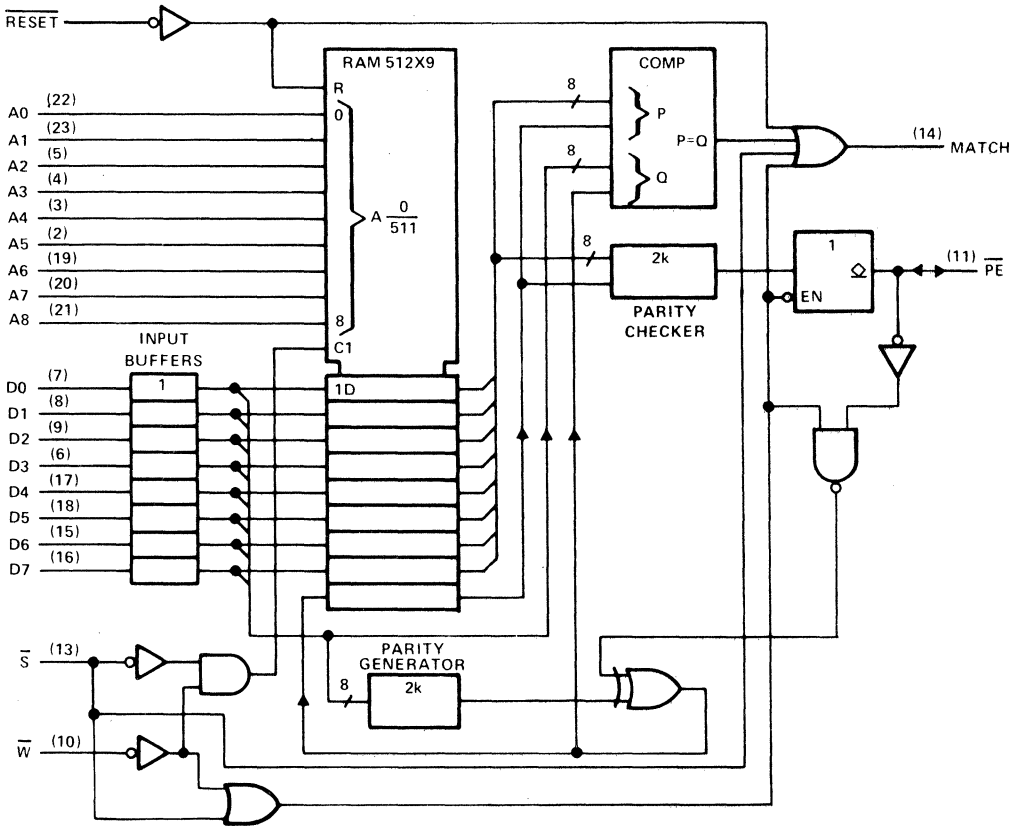 RESET
RAM 512X9
COMP
R
8
A0 (22)
0
P
A1 (23)
P=Q
(14)
MATCH
A2 (5)
8
A3 (4)
Q
A4 (3)
A 0/511
A5 (2)
1
8
2k
A6 (19)
(11) PE
A7 (20)
EN
A8 (21)
8
PARITY
CHECKER
INPUT
BUFFERS
C1
D0 (7)
1
1D
D1 (8)
D2 (9)
D3 (6)
D4 (17)
D5 (18)
D6 (15)
D7 (16)
S (13)
PARITY
GENERATOR
8
2k
W (10)